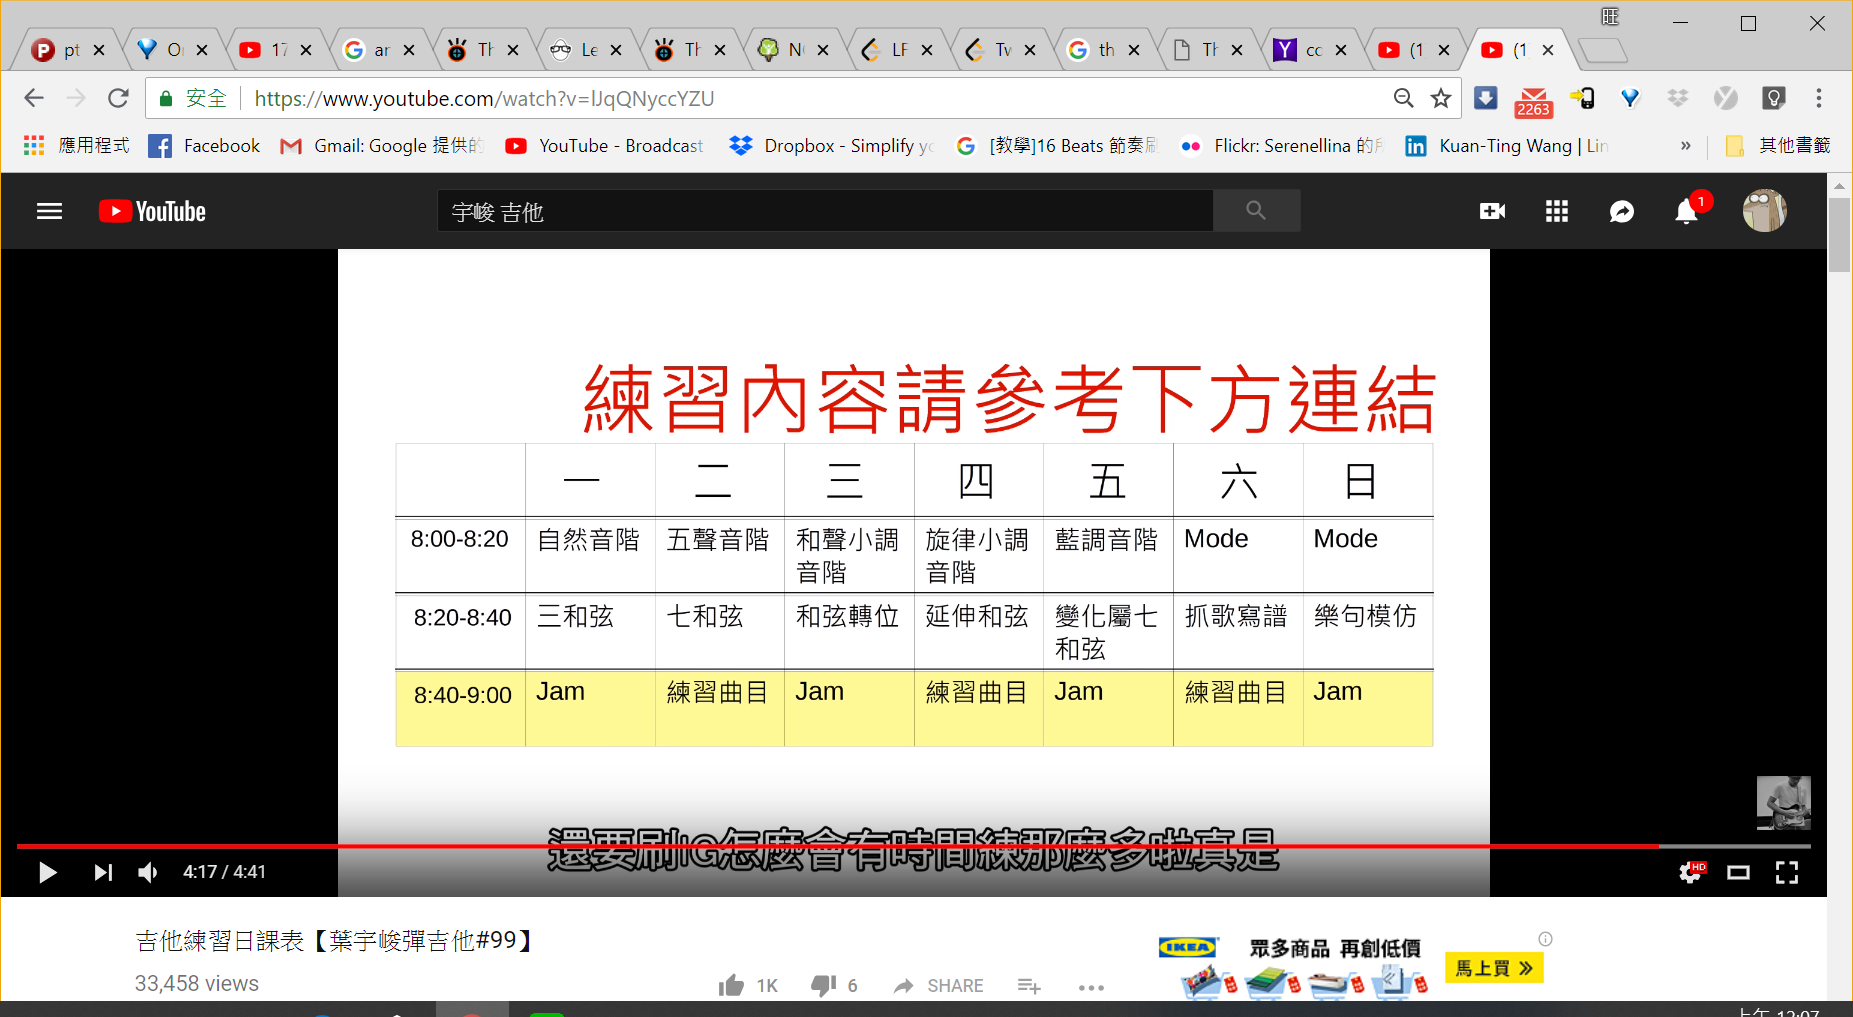 旺
pt
O
17
ar
Th
Le
Th
N
LF
Tw
th
Th
Y cc
(1
(1
安全 https://www.youtube.com/watch?v=lJqQNyccYZU
2263
應用程式 Facebook Gmail: Google 提供的 YouTube - Broadcast Dropbox - Simplify yo [教學]16 Beats 節奏刷 Flickr: Serenellina 的 Kuan-Ting Wang | Lin » 其他書籤
YouTube 宇峻 吉他 1
練習內容請參考下方連結
一 二 三 四 五 六 日
8:00-8:20 自然音階 五聲音階 和聲小調音階 旋律小調音階 藍調音階 Mode Mode
8:20-8:40 三和弦 七和弦 和弦轉位 延伸和弦 變化屬七和弦 抓歌寫譜 樂句模仿
8:40-9:00 Jam 練習曲目 Jam 練習曲目 Jam 練習曲目 Jam
還要刷IG怎麼會有時間練那麼多啦真是
4:17 / 4:41 HD
吉他練習日課表【葉宇峻彈吉他#99】
33,458 views
1K 6 SHARE
IKEA 眾多商品 再創低價
馬上買
上午 12:07